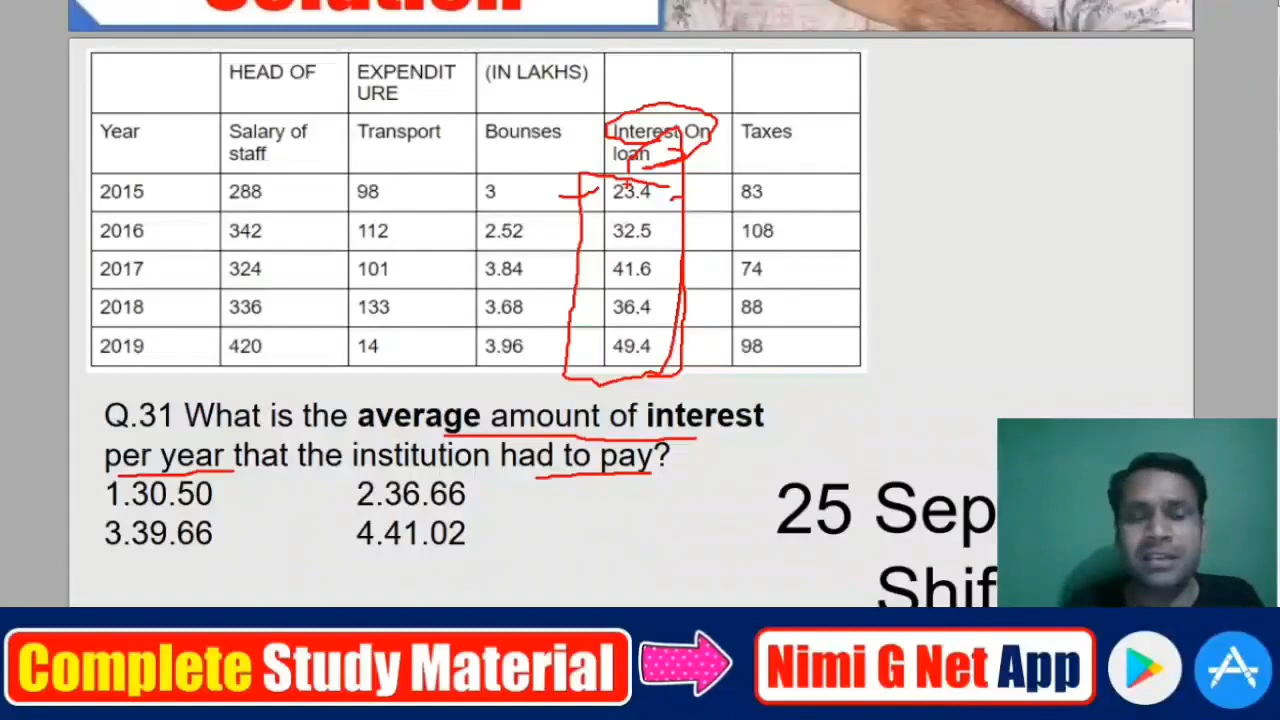 Solution
HEAD OF EXPENDIT (IN LAKHS)
URE
Year Salary of Transport Bounses Interest On Taxes
staff loan
2015 288 98 3 23.4 83
2016 342 112 2.52 32.5 108
2017 324 101 3.84 41.6 74
2018 336 133 3.68 36.4 88
2019 420 14 3.96 49.4 98
Q.31 What is the average amount of interest
per year that the institution had to pay?
1.30.50 2.36.66
3.39.66 4.41.02
25 Sep
Shif
Complete Study Material Nimi G Net App